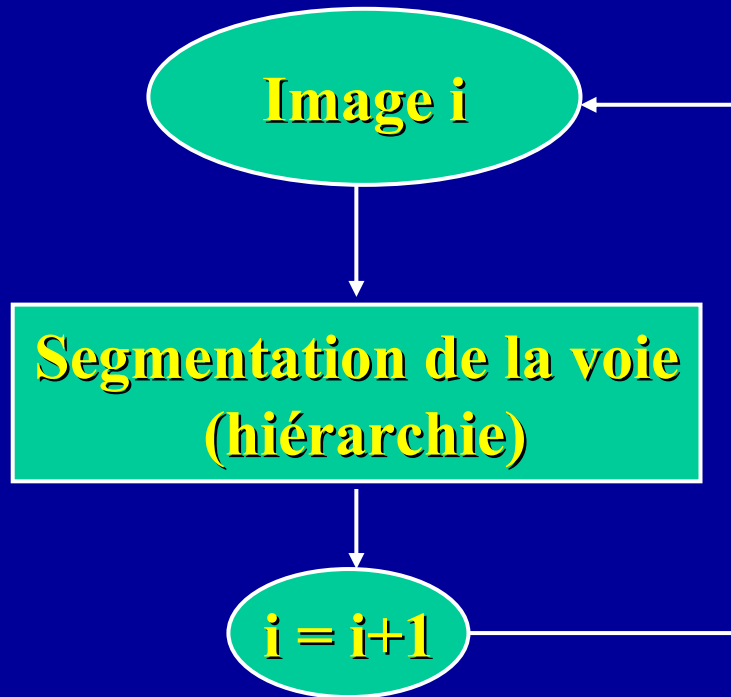 Image i
Segmentation de la voie
(hiérarchie)
i = i+1